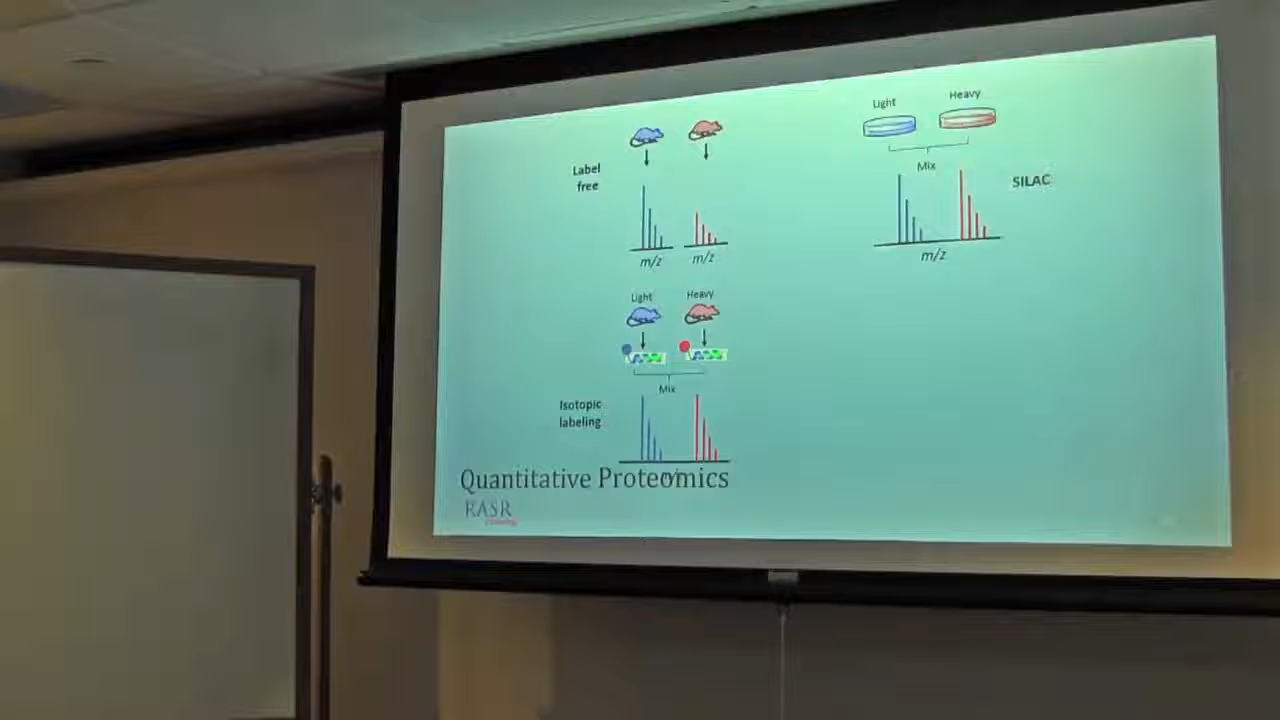 Label
free
m/z
m/z
Light
Heavy
Mix
SILAC
m/z
Light
Heavy
Mix
Isotopic
labeling
Quantitative Proteomics
RASR